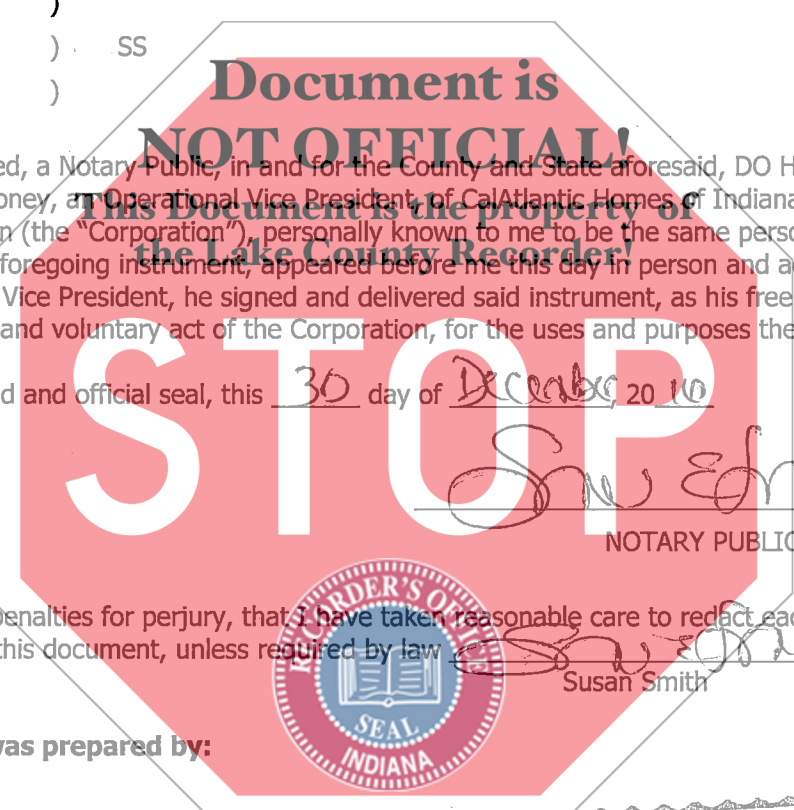 )
) SS
)
Document is
NOT OFFICIAL!
This Document is the property of
the Lake County Recorder!
ed, a Notary Public, in and for the County and State aforesaid, DO H
oney, an Operational Vice President, of CalAtlantic Homes of Indiana
n (the "Corporation"), personally known to me to be the same perso
foregoing instrument, appeared before me this day in person and a
Vice President, he signed and delivered said instrument, as his free
and voluntary act of the Corporation, for the uses and purposes the
d and official seal, this 30 day of December, 20
STOP
NOTARY PUBLIC
enalties for perjury, that I have taken reasonable care to redact eac
this document, unless required by law
Susan Smith
RECORDER'S OFFICE
SEAL
INDIANA
was prepared by: